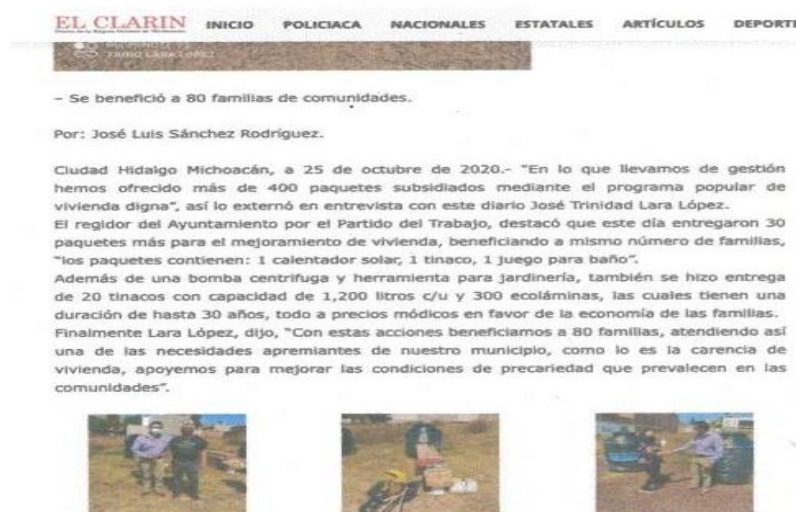 EL CLARIN INICIO POLICIACA NACIONALES ESTATALES ARTÍCULOS DEPORTE
TRINO LARA LOPEZ
– Se benefició a 80 familias de comunidades.
Por: José Luis Sánchez Rodríguez.
Ciudad Hidalgo Michoacán, a 25 de octubre de 2020.- "En lo que llevamos de gestión
hemos ofrecido más de 400 paquetes subsidiados mediante el programa popular de
vivienda digna", así lo externó en entrevista con este diario José Trinidad Lara López.
El regidor del Ayuntamiento por el Partido del Trabajo, destacó que este día entregaron 30
paquetes más para el mejoramiento de vivienda, beneficiando a mismo número de familias,
"los paquetes contienen: 1 calentador solar, 1 tinaco, 1 juego para baño".
Además de una bomba centrifuga y herramienta para jardinería, también se hizo entrega
de 20 tinacos con capacidad de 1,200 litros c/u y 300 ecoláminas, las cuales tienen una
duración de hasta 30 años, todo a precios módicos en favor de la economía de las familias.
Finalmente Lara López, dijo, "Con estas acciones beneficiamos a 80 familias, atendiendo así
una de las necesidades apremiantes de nuestro municipio, como lo es la carencia de
vivienda, apoyemos para mejorar las condiciones de precariedad que prevalecen en las
comunidades".